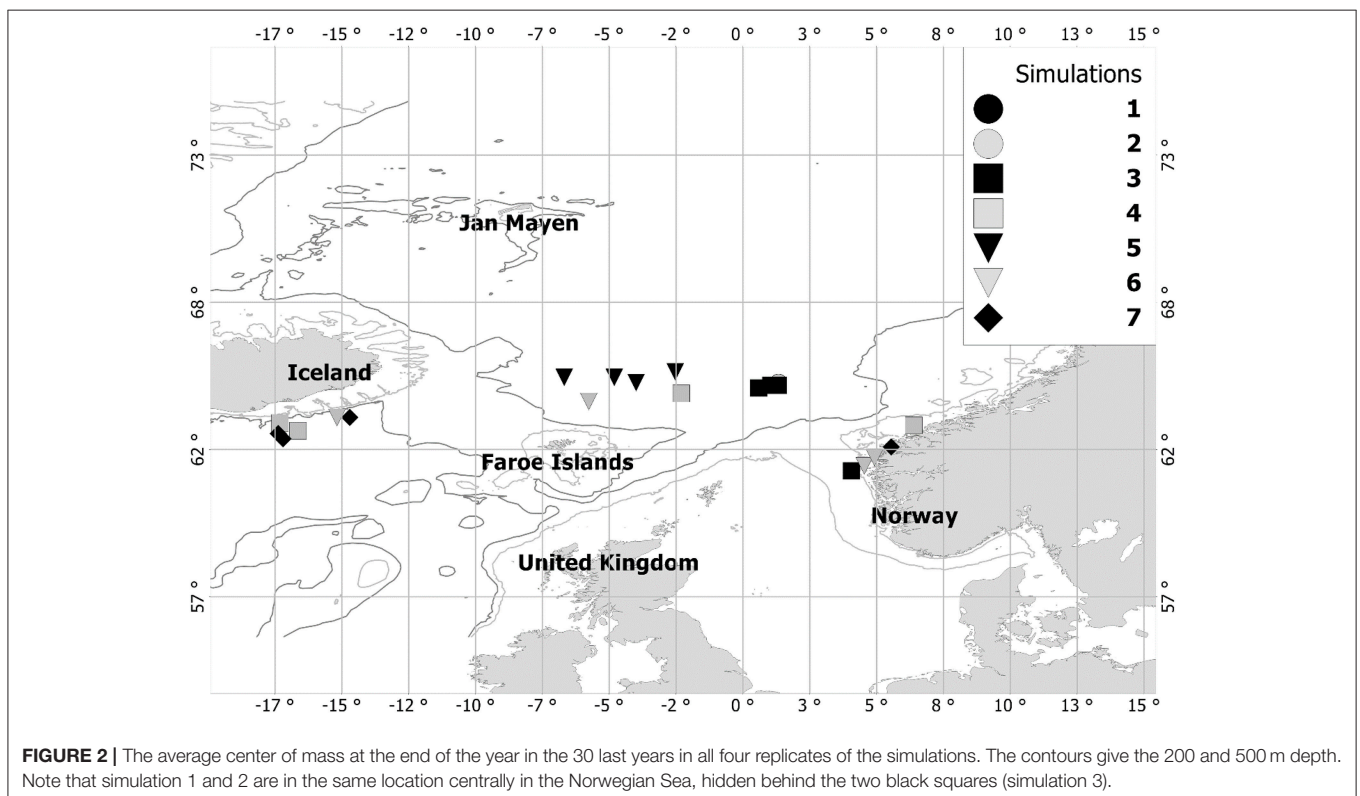 -17 ° -15 ° -12 ° -10 ° -7 ° -5 ° -2 ° 0 ° 3 ° 5 ° 8 ° 10 ° 13 ° 15 °
Simulations
1
2
3
4
5
6
7
73 ° 73 °
Jan Mayen
68 ° 68 °
Iceland
62 ° 62 °
Faroe Islands
Norway
United Kingdom
57 ° 57 °
-17 ° -15 ° -12 ° -10 ° -7 ° -5 ° -2 ° 0 ° 3 ° 5 ° 8 ° 10 ° 13 ° 15 °
FIGURE 2 | The average center of mass at the end of the year in the 30 last years in all four replicates of the simulations. The contours give the 200 and 500 m depth.
Note that simulation 1 and 2 are in the same location centrally in the Norwegian Sea, hidden behind the two black squares (simulation 3).